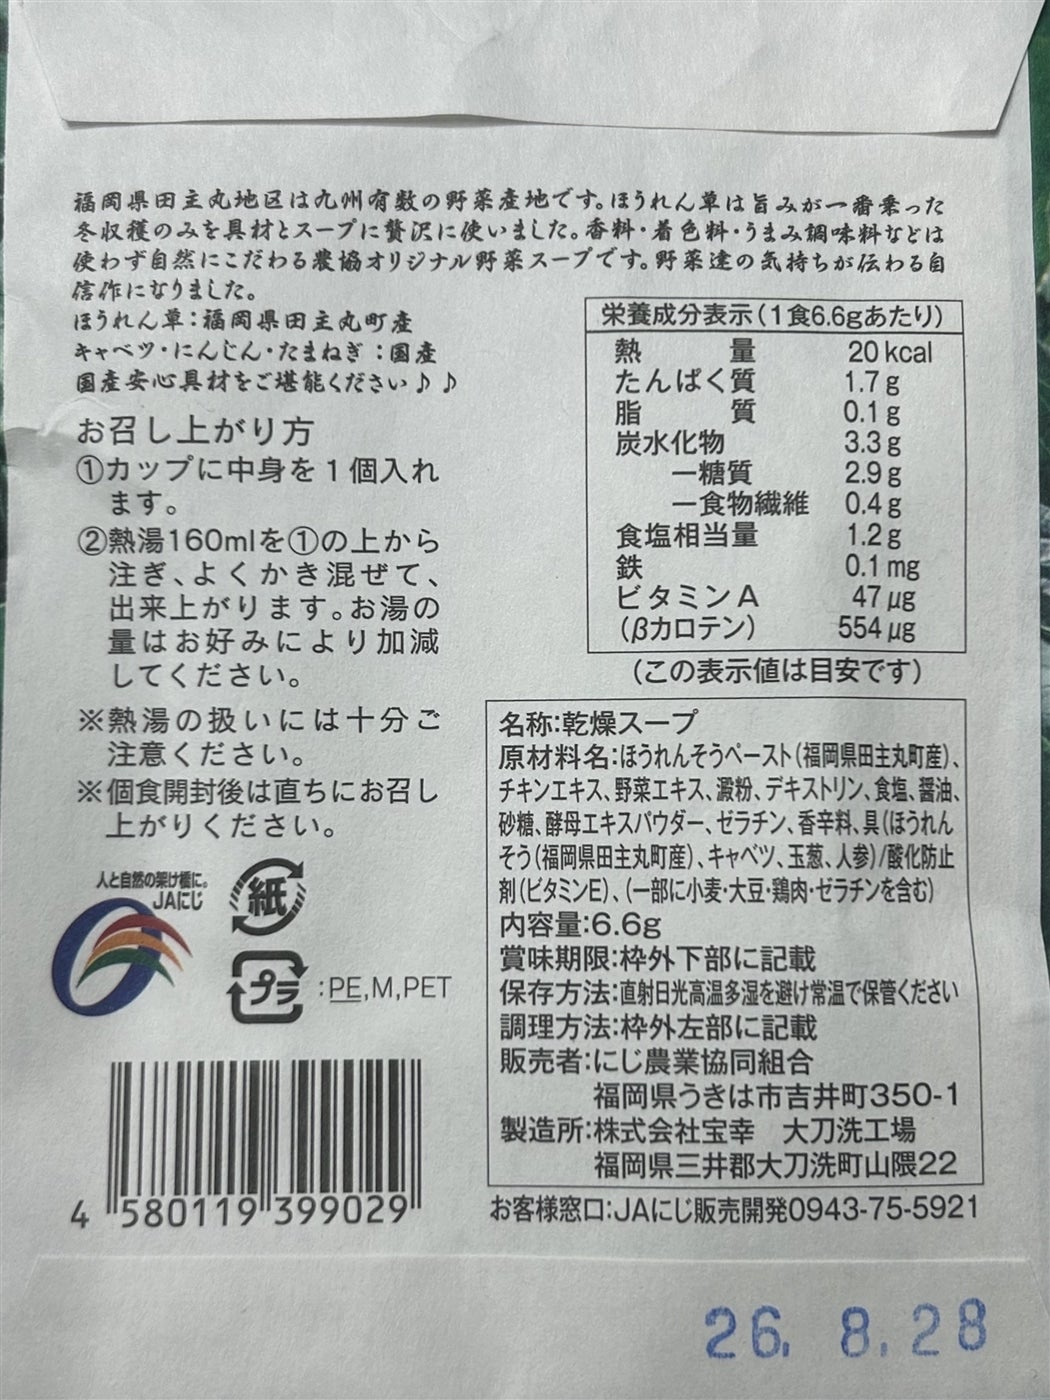 福岡県田主丸地区は九州有数の野菜産地です。ほうれん草は旨みが一番乗った
冬収穫のみを具材とスープに贅沢に使いました。香料・着色料・うまみ調味料などは
使わず自然にこだわる農協オリジナル野菜スープです。野菜達の気持ちが伝わる自
信作になりました。
ほうれん草：福岡県田主丸町産
キャベツ・にんじん・たまねぎ：国産
国産安心具材をご堪能ください♪♪
お召し上がり方
①カップに中身を1個入れ
ます。
②熱湯160mlを①の上から
注ぎ、よくかき混ぜて、
出来上がります。お湯の
量はお好みにより加減
してください。
※熱湯の扱いには十分ご
注意ください。
※個食開封後は直ちにお召し
上がりください。
人と自然の架け橋に。
JAにじ
紙
プラ
:PE,M,PET
4 580119 399029
栄養成分表示(1食6.6gあたり)
熱量 20kcal
たんぱく質 1.7g
脂質 0.1g
炭水化物 3.3g
ー糖質 2.9g
ー食物繊維 0.4g
食塩相当量 1.2g
鉄 0.1mg
ビタミンA 47μg
(βカロテン) 554μg
(この表示値は目安です)
名称:乾燥スープ
原材料名:ほうれんそうペースト(福岡県田主丸町産)、
チキンエキス、野菜エキス、澱粉、デキストリン、食塩、醤油、
砂糖、酵母エキスパウダー、ゼラチン、香辛料、具(ほうれん
そう(福岡県田主丸町産)、キャベツ、玉葱、人参)/酸化防止
剤(ビタミンE)、(一部に小麦・大豆・鶏肉・ゼラチンを含む)
内容量:6.6g
賞味期限:枠外下部に記載
保存方法:直射日光高温多湿を避け常温で保管ください
調理方法:枠外左部に記載
販売者:にじ農業協同組合
福岡県うきは市吉井町350-1
製造所:株式会社宝幸 大刀洗工場
福岡県三井郡大刀洗町山隈22
お客様窓口:JAにじ販売開発0943-75-5921
26. 8. 28